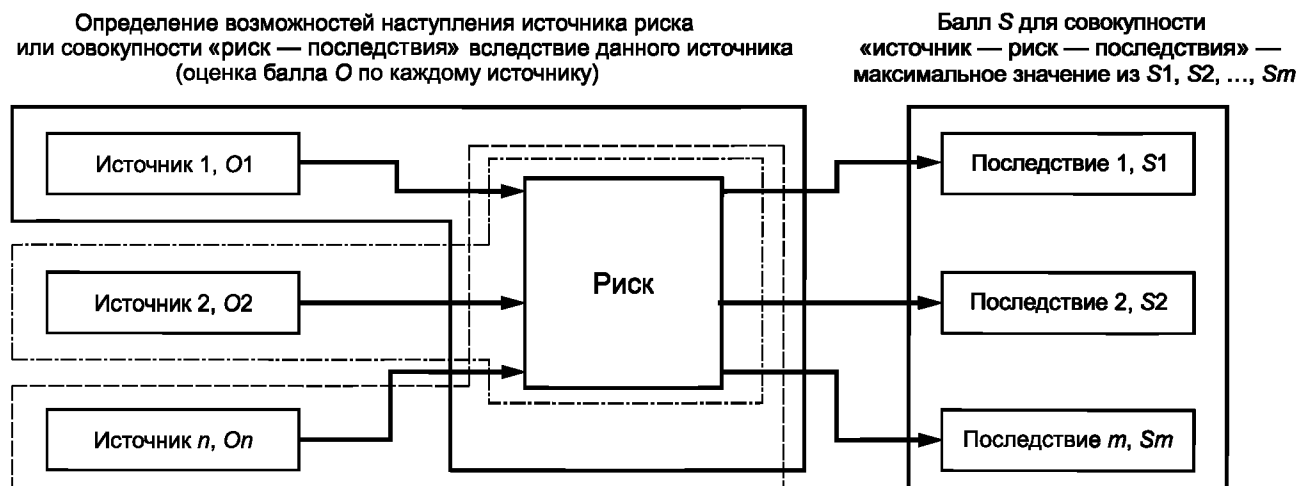 Определение возможностей наступления источника риска
или совокупности «риск — последствия» вследствие данного источника
(оценка балла O по каждому источнику)
Балл S для совокупности
«источник — риск — последствия» —
максимальное значение из S1, S2, ..., Sm
Источник 1, O1
Источник 2, O2
Источник n, On
Риск
Последствие 1, S1
Последствие 2, S2
Последствие m, Sm